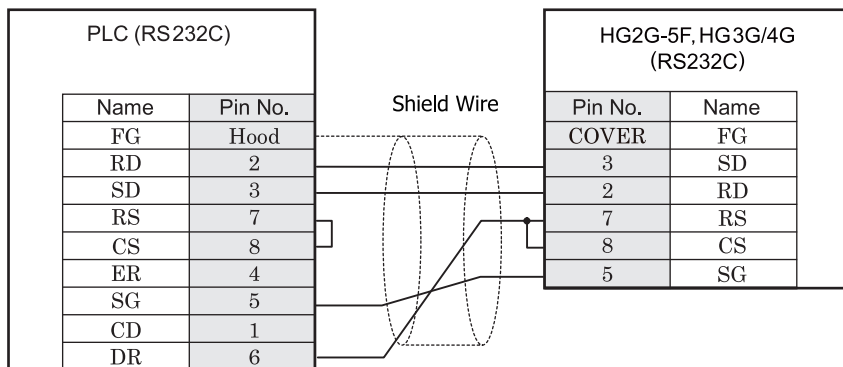 PLC (RS232C)
Name Pin No.
FG Hood
RD 2
SD 3
RS 7
CS 8
ER 4
SG 5
CD 1
DR 6
Shield Wire
HG2G-5F, HG3G/4G
(RS232C)
Pin No. Name
COVER FG
3 SD
2 RD
7 RS
8 CS
5 SG